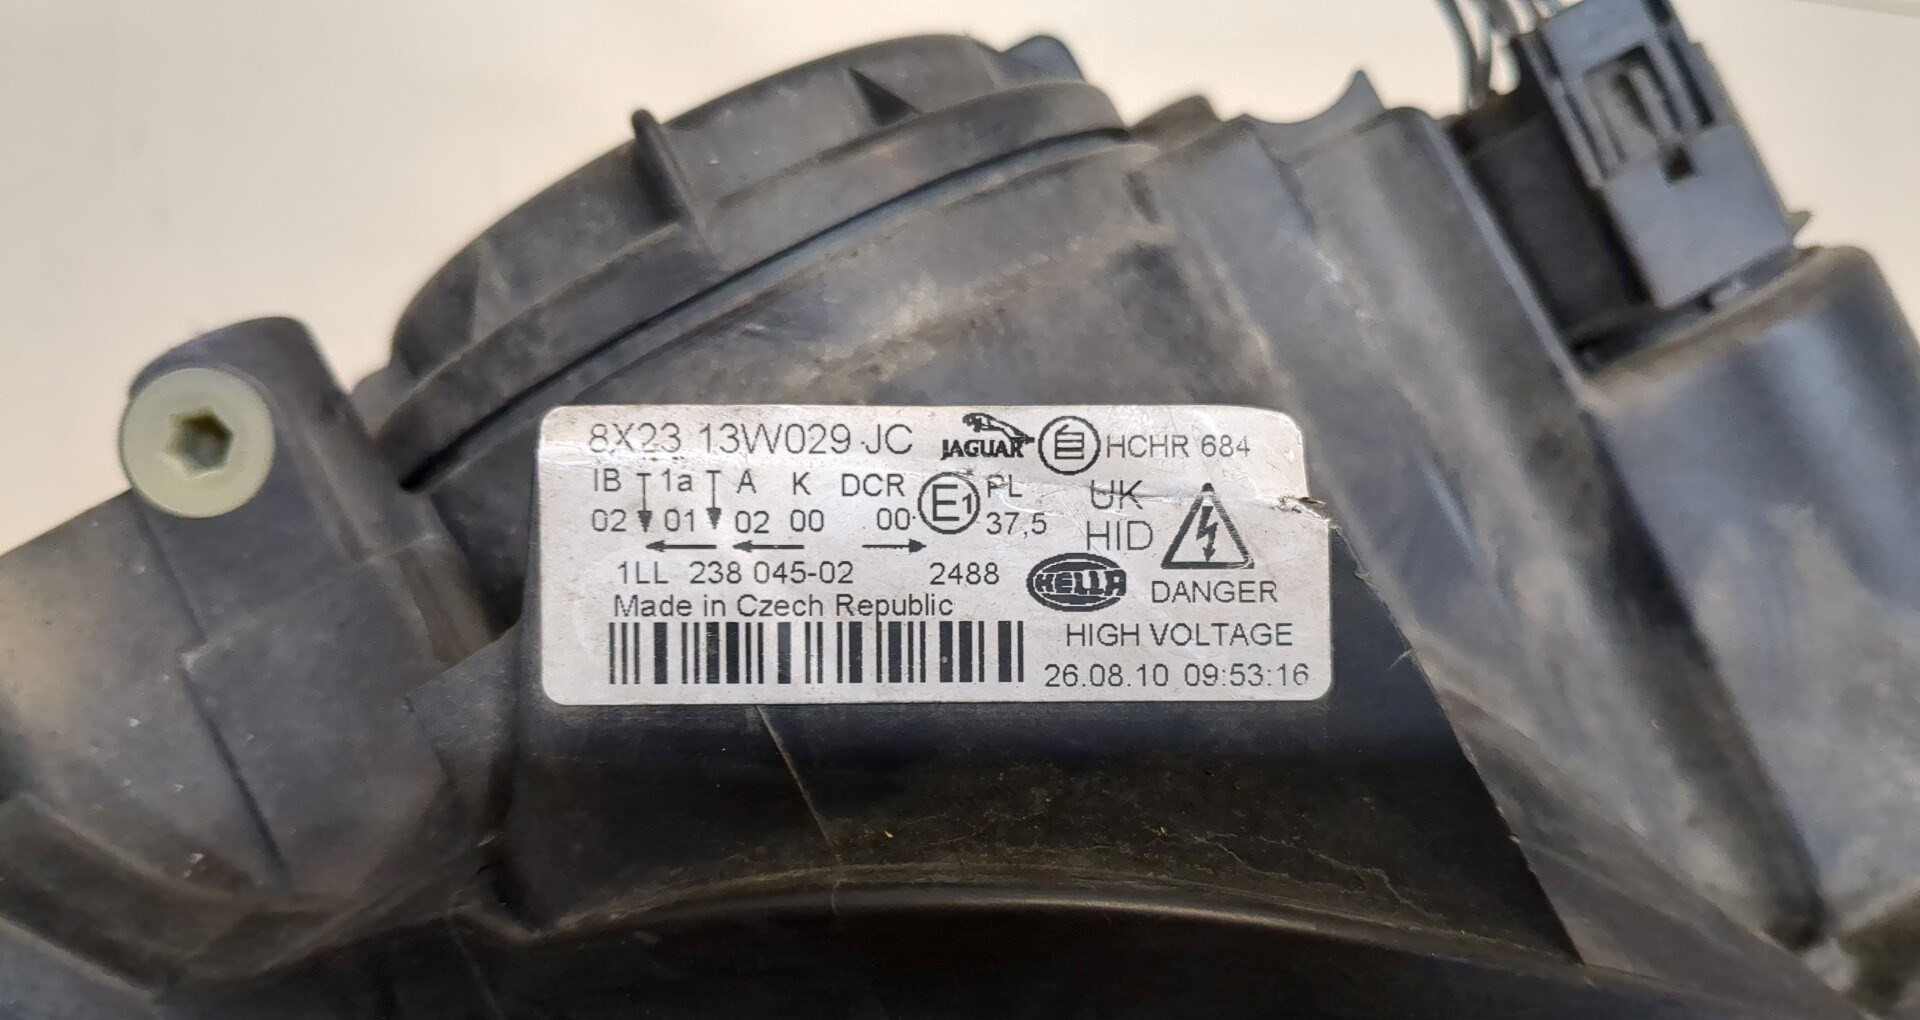 8X23 13W029 JC JAGUAR HCHR 684
IB 1a A K DCR E1 PL UK
02 01 02 00 00 37,5 HID
1LL 238 045-02 2488 HELLA DANGER
Made in Czech Republic
HIGH VOLTAGE
26.08.10 09:53:16